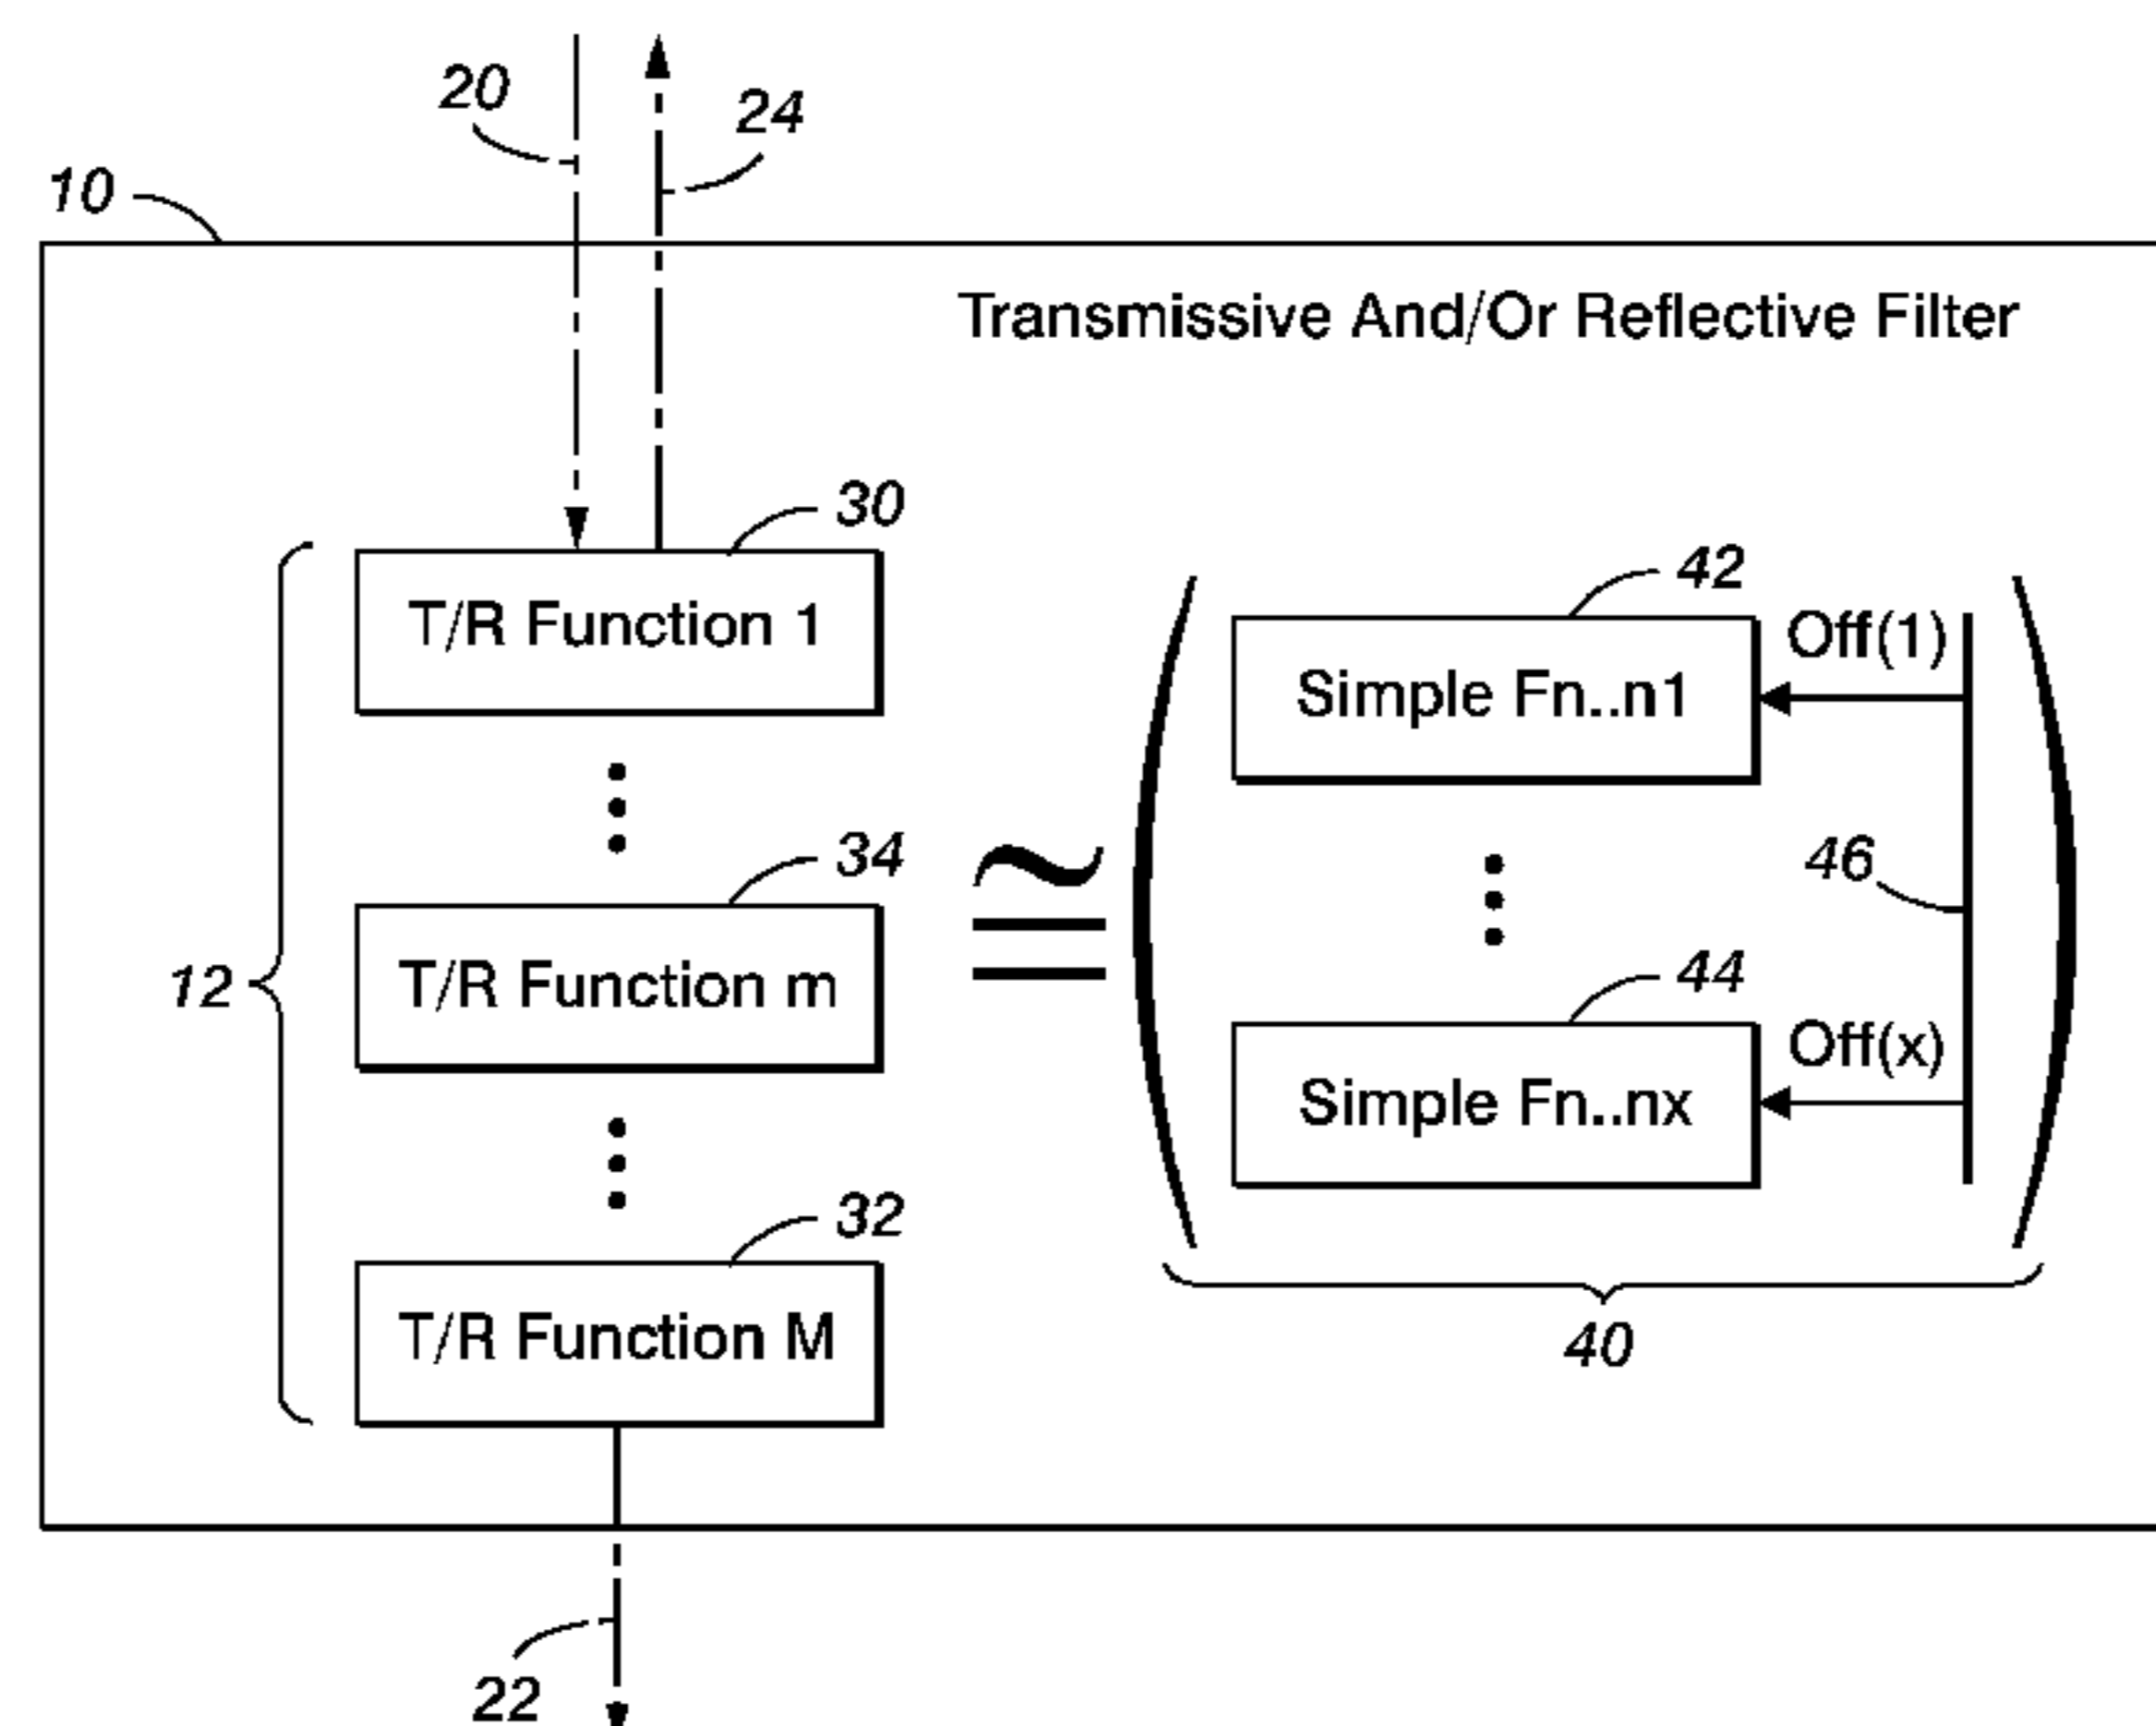 20
24
10
Transmissive And/Or Reflective Filter
30
T/R Function 1
42
Off(1)
Simple Fn..n1
34
46
12
T/R Function m
≅
44
Off(x)
Simple Fn..nx
32
T/R Function M
40
22